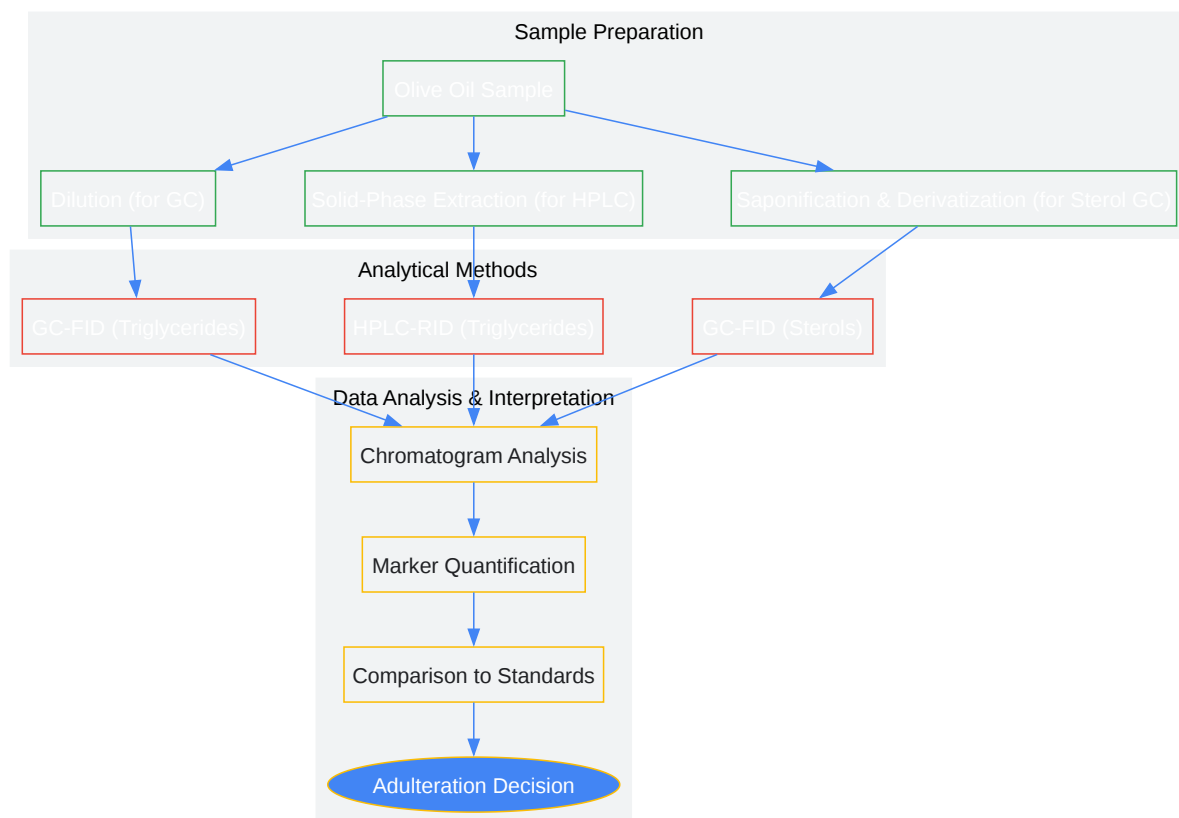 Sample Preparation
Olive Oil Sample
Dilution (for GC)
Solid-Phase Extraction (for HPLC)
Saponification & Derivatization (for Sterol GC)
Analytical Methods
GC-FID (Triglycerides)
HPLC-RID (Triglycerides)
GC-FID (Sterols)
Data Analysis & Interpretation
Chromatogram Analysis
Marker Quantification
Comparison to Standards
Adulteration Decision